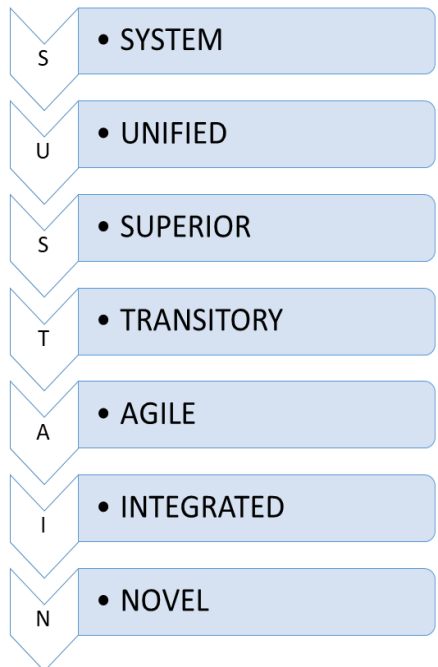 S
• SYSTEM
U
• UNIFIED
S
• SUPERIOR
T
• TRANSITORY
A
• AGILE
I
• INTEGRATED
N
• NOVEL